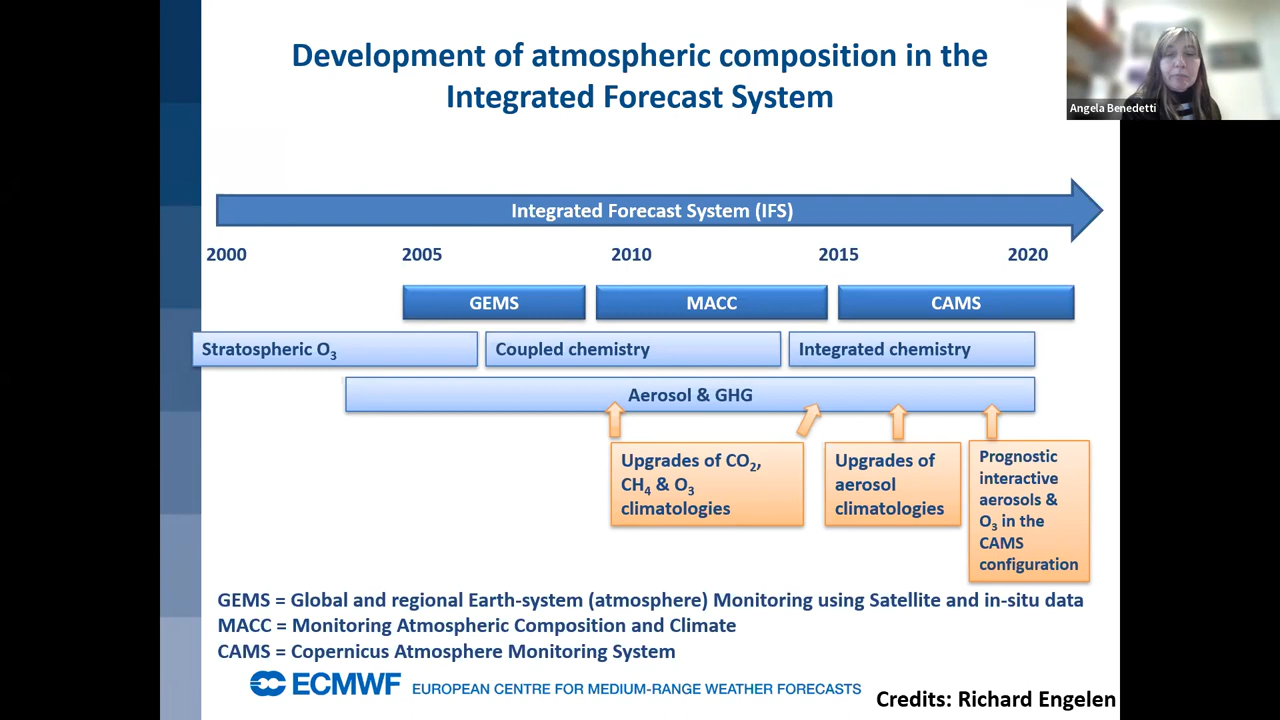 Development of atmospheric composition in the
Integrated Forecast System
Angela Benedetti
Integrated Forecast System (IFS)
2000 2005 2010 2015 2020
GEMS MACC CAMS
Stratospheric O3 Coupled chemistry Integrated chemistry
Aerosol & GHG
Upgrades of CO2,
CH4 & O3
climatologies
Upgrades of
aerosol
climatologies
Prognostic
interactive
aerosols &
O3 in the
CAMS
configuration
GEMS = Global and regional Earth-system (atmosphere) Monitoring using Satellite and in-situ data
MACC = Monitoring Atmospheric Composition and Climate
CAMS = Copernicus Atmosphere Monitoring System
ECMWF EUROPEAN CENTRE FOR MEDIUM-RANGE WEATHER FORECASTS
Credits: Richard Engelen